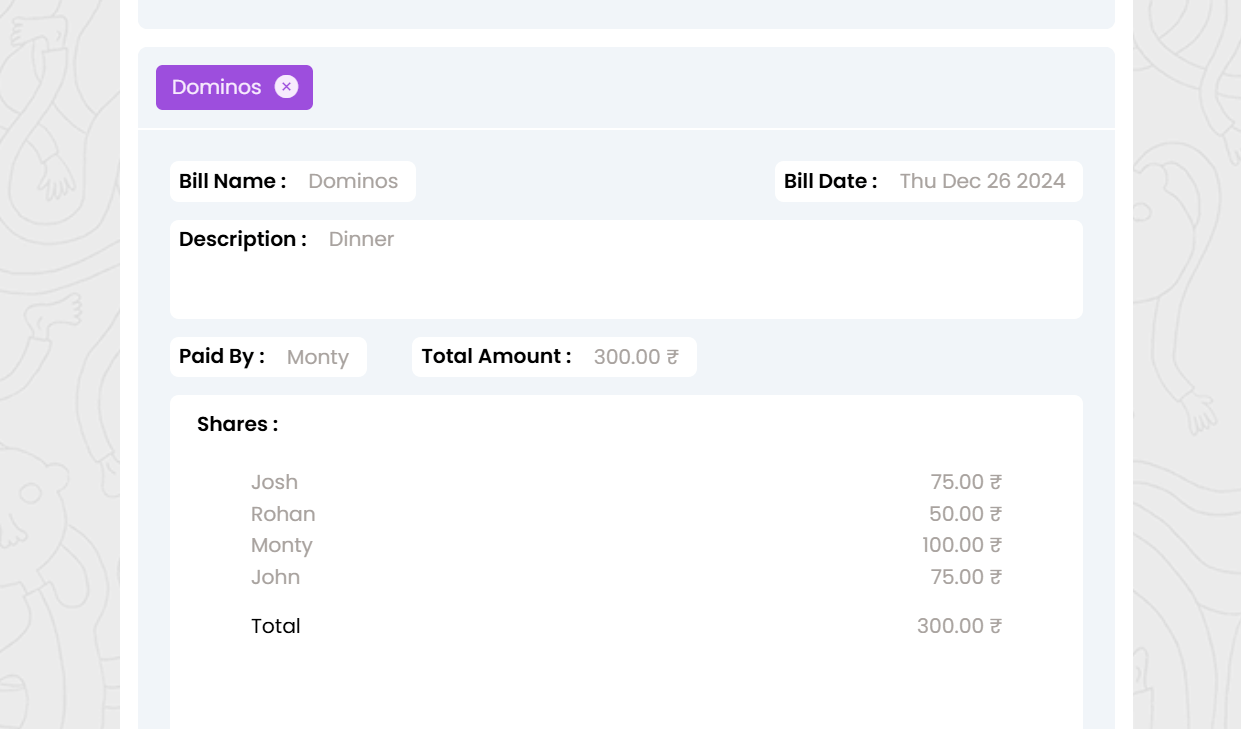 Dominos
Bill Name : Dominos
Bill Date : Thu Dec 26 2024
Description : Dinner
Paid By : Monty
Total Amount : 300.00 ₹
Shares :
Josh 75.00 ₹
Rohan 50.00 ₹
Monty 100.00 ₹
John 75.00 ₹
Total 300.00 ₹